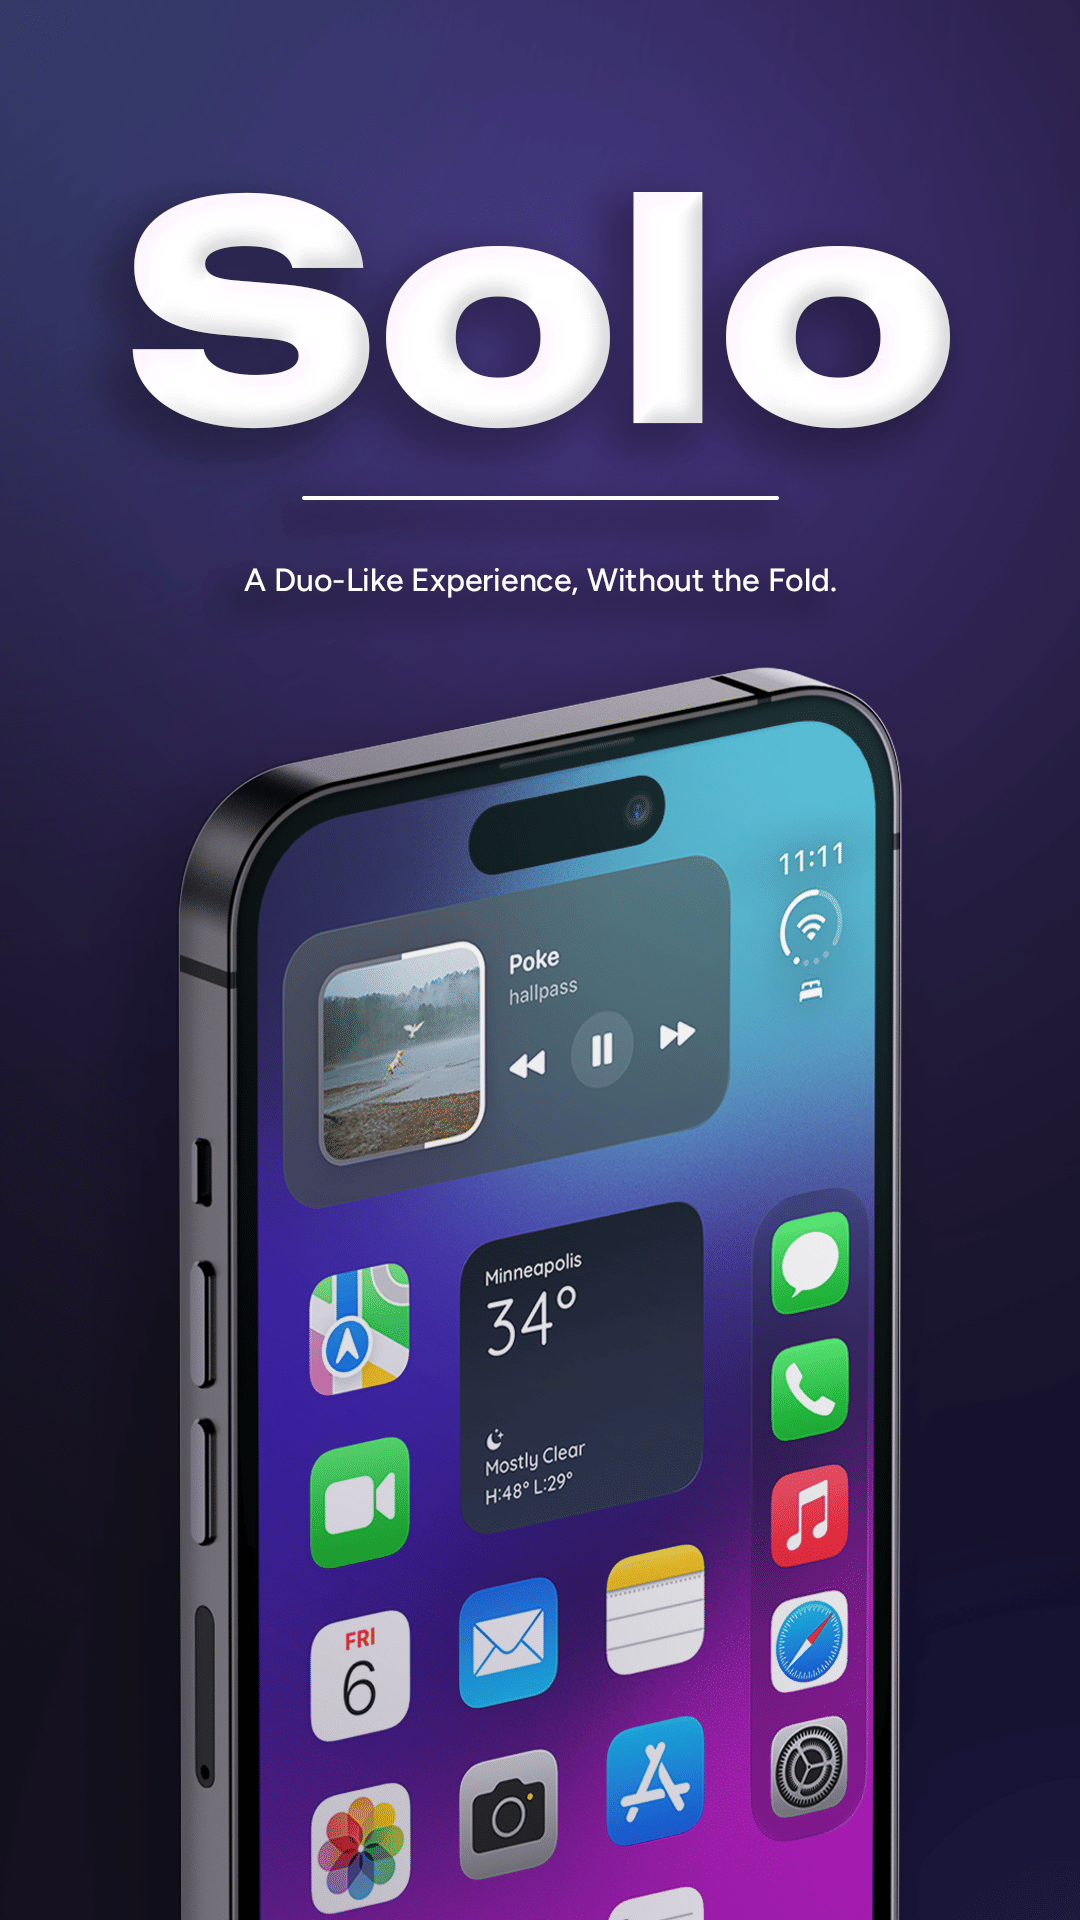 Solo
A Duo-Like Experience, Without the Fold.
11:11
Poke
hallpass
Minneapolis
34°
Mostly Clear
H:48° L:29°
FRI
6